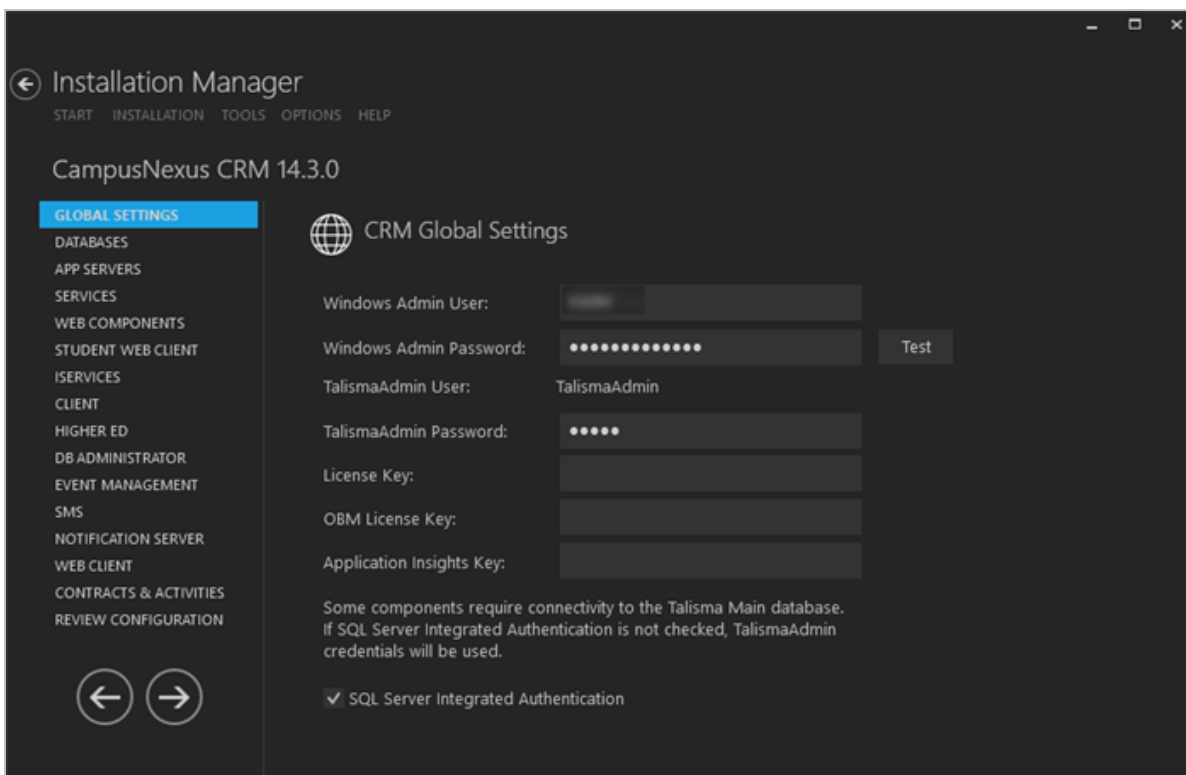 Installation Manager
START INSTALLATION TOOLS OPTIONS HELP
CampusNexus CRM 14.3.0
GLOBAL SETTINGS
DATABASES
APP SERVERS
SERVICES
WEB COMPONENTS
STUDENT WEB CLIENT
ISERVICES
CLIENT
HIGHER ED
DB ADMINISTRATOR
EVENT MANAGEMENT
SMS
NOTIFICATION SERVER
WEB CLIENT
CONTRACTS & ACTIVITIES
REVIEW CONFIGURATION
CRM Global Settings
Windows Admin User:
Windows Admin Password: ●●●●●●●●●●●●● Test
TalismaAdmin User: TalismaAdmin
TalismaAdmin Password: ●●●●●
License Key:
OBM License Key:
Application Insights Key:
Some components require connectivity to the Talisma Main database.
If SQL Server Integrated Authentication is not checked, TalismaAdmin
credentials will be used.
SQL Server Integrated Authentication